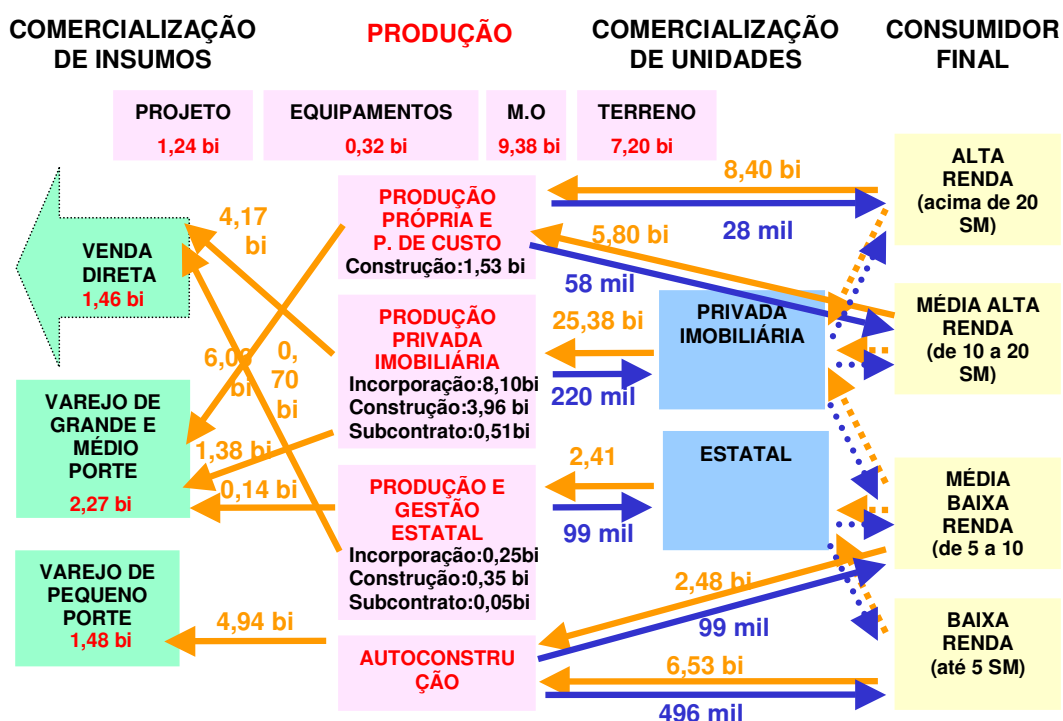 COMERCIALIZAÇÃO
DE INSUMOS
PRODUÇÃO
COMERCIALIZAÇÃO
DE UNIDADES
CONSUMIDOR
FINAL
PROJETO
1,24 bi
EQUIPAMENTOS
0,32 bi
M.O
9,38 bi
TERRENO
7,20 bi
VENDA
DIRETA
1,46 bi
VAREJO DE
GRANDE E
MÉDIO
PORTE
2,27 bi
VAREJO DE
PEQUENO
PORTE
1,48 bi
4,17
bi
0,
70
bi
1,38 bi
0,14 bi
4,94 bi
PRODUÇÃO
PRÓPRIA E
P. DE CUSTO
Construção:1,53 bi
PRODUÇÃO
PRIVADA
IMOBILIÁRIA
Incorporação:8,10bi
Construção:3,96 bi
Subcontrato:0,51bi
PRODUÇÃO E
GESTÃO
ESTATAL
Incorporação:0,25bi
Construção:0,35 bi
Subcontrato:0,05bi
AUTOCONSTRU
ÇÃO
8,40 bi
28 mil
5,80 bi
58 mil
25,38 bi
220 mil
2,41
99 mil
2,48 bi
99 mil
6,53 bi
496 mil
PRIVADA
IMOBILIÁRIA
ESTATAL
ALTA
RENDA
(acima de 20
SM)
MÉDIA ALTA
RENDA
(de 10 a 20
SM)
MÉDIA
BAIXA
RENDA
(de 5 a 10
BAIXA
RENDA
(até 5 SM)